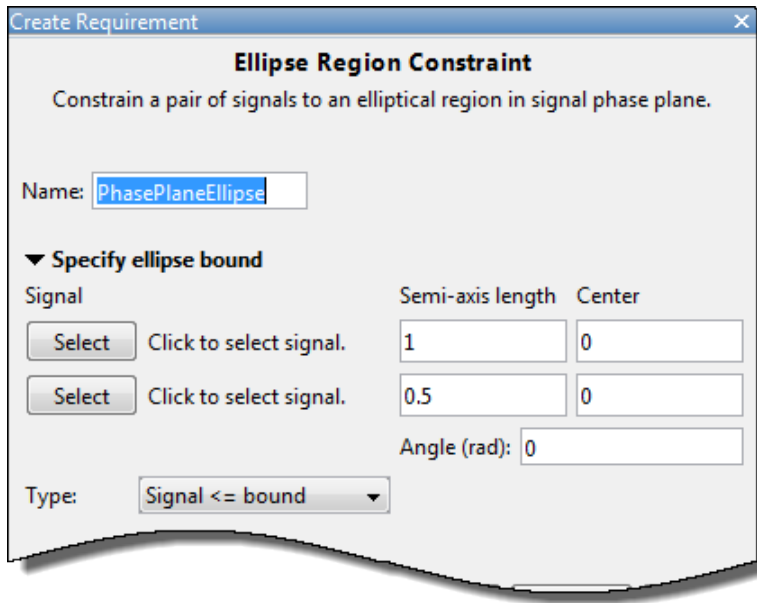 Create Requirement
Ellipse Region Constraint
Constrain a pair of signals to an elliptical region in signal phase plane.
Name: PhasePlaneEllipse
Specify ellipse bound
Signal Semi-axis length Center
Select Click to select signal. 1 0
Select Click to select signal. 0.5 0
Angle (rad): 0
Type: Signal <= bound